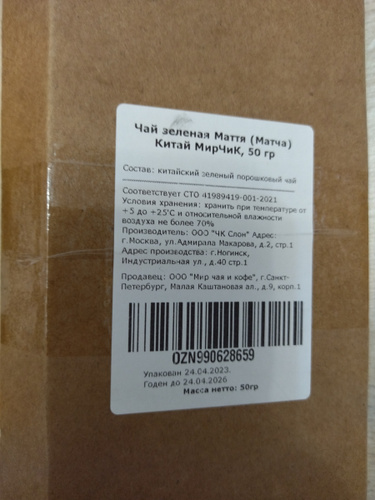 Чай зеленая Маття (Матча)
Китай МирЧиК, 50 гр
Состав: китайский зеленый порошковый чай
Соответствует СТО 41989419-001-2021
Условия хранения: хранить при температуре от
+5 до +25°С и относительной влажности
воздуха не более 70%
Производитель: ООО "ЧК Слон" Адрес:
г.Москва, ул.Адмирала Макарова, д.2, стр.1
Адрес производства: г.Ногинск,
Индустриальная ул., д.40 стр.1
Продавец: ООО "Мир чая и кофе", г.Санкт-
Петербург, Малая Каштановая ал., д.9, корп.1
OZN990628659
Упакован 24.04.2023.
Годен до 24.04.2026
Масса нетто: 50гр